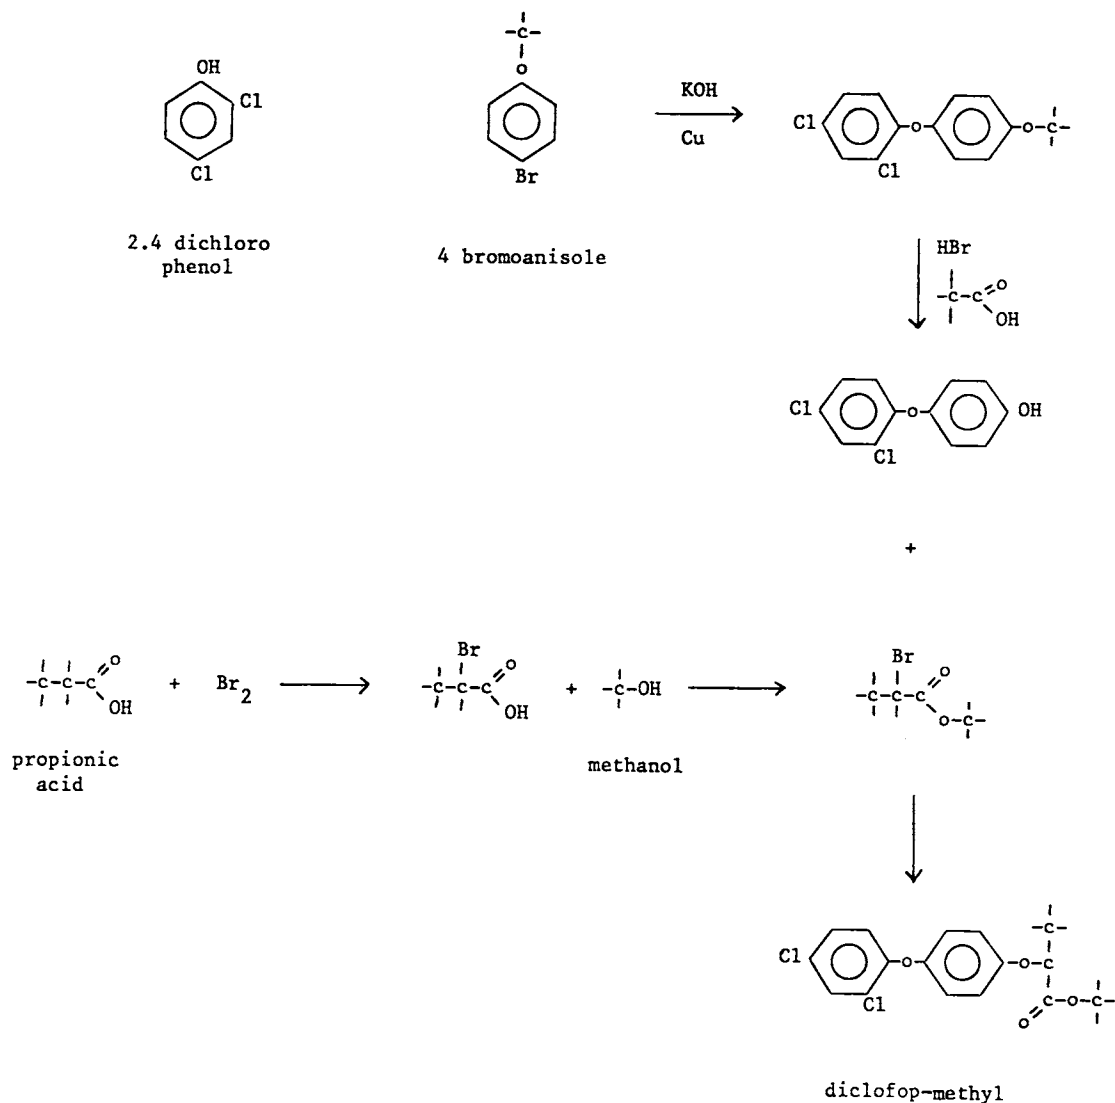 -C-
O
OH
Cl
Cl
Br
KOH
Cu
Cl
-O-
Cl
O-C-
2.4 dichloro
phenol
4 bromoanisole
HBr
-C-C=O
OH
Cl
-O-
OH
Cl
+
-C-C-C=O
OH
+
Br2
Br
-C-C-C=O
OH
+
-C-OH
Br
-C-C-C=O
O-C-
propionic
acid
methanol
Cl
-O-
Cl
-O-C
-C-
C-O-C-
O
diclofop-methyl